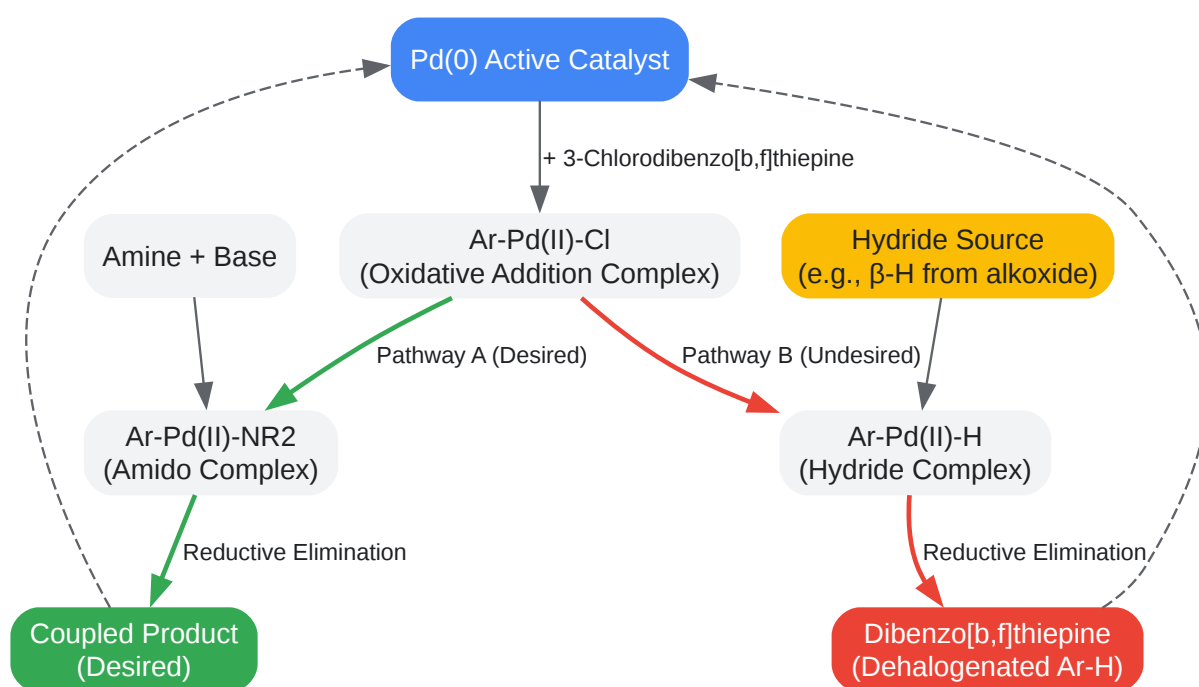 Pd(0) Active Catalyst
+ 3-Chlorodibenzo[b,f]thiepine
Amine + Base
Ar-Pd(II)-Cl
(Oxidative Addition Complex)
Hydride Source
(e.g., β-H from alkoxide)
Pathway A (Desired)
Pathway B (Undesired)
Ar-Pd(II)-NR2
(Amido Complex)
Ar-Pd(II)-H
(Hydride Complex)
Reductive Elimination
Reductive Elimination
Coupled Product
(Desired)
Dibenzo[b,f]thiepine
(Dehalogenated Ar-H)